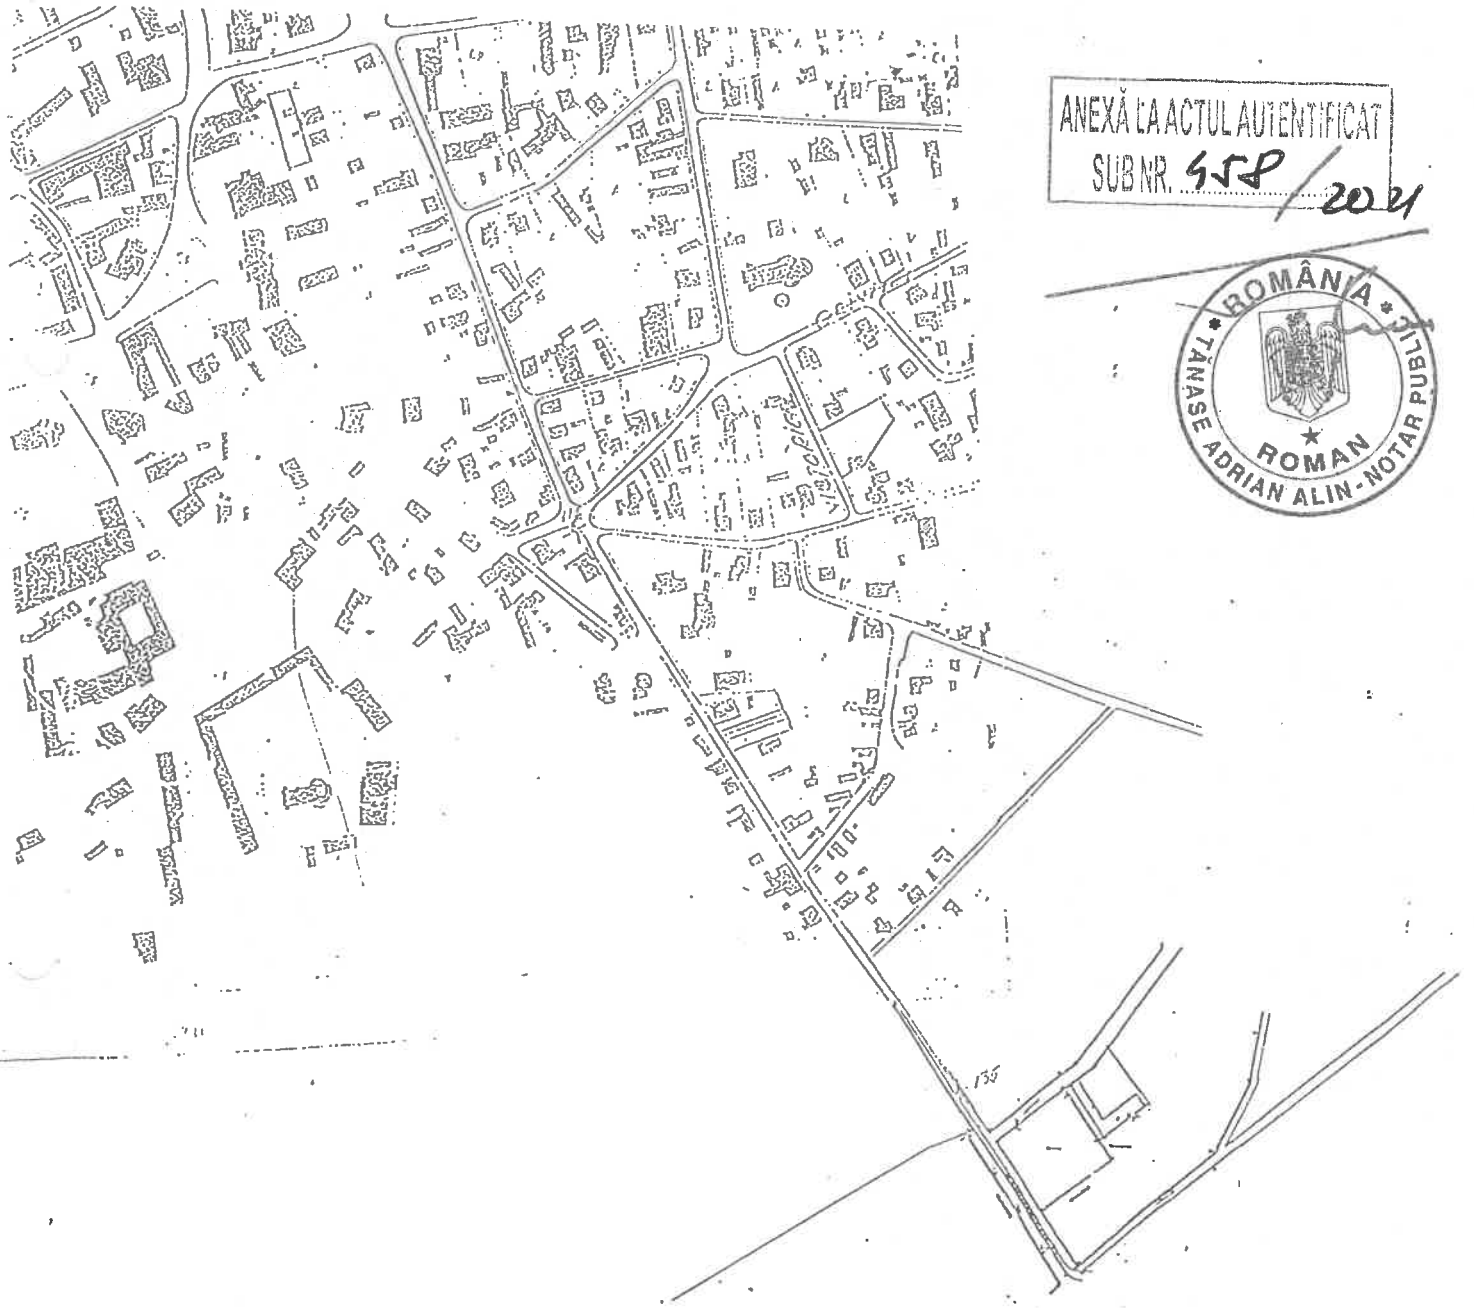 ANEXĂ LA ACTUL AUTENTIFICAT
SUB NR. 458 / 2021
* ROMÂNIA *
TĂNASE ADRIAN ALIN - NOTAR PUBLIC
ROMAN
135